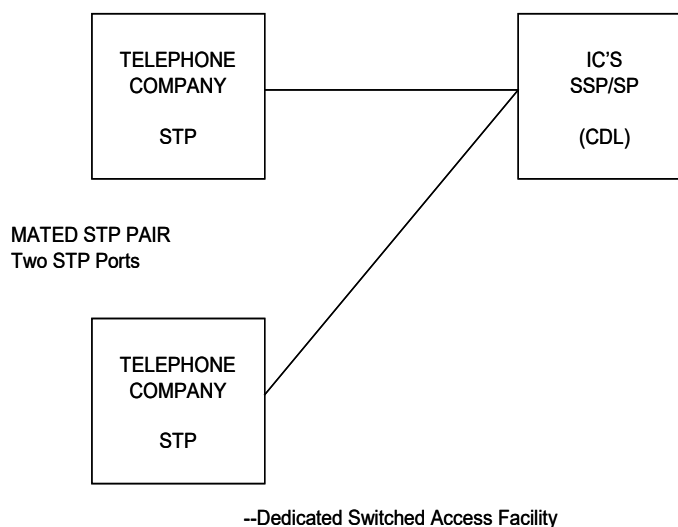 TELEPHONE
COMPANY
STP
IC'S
SSP/SP
(CDL)
MATED STP PAIR
Two STP Ports
TELEPHONE
COMPANY
STP
--Dedicated Switched Access Facility